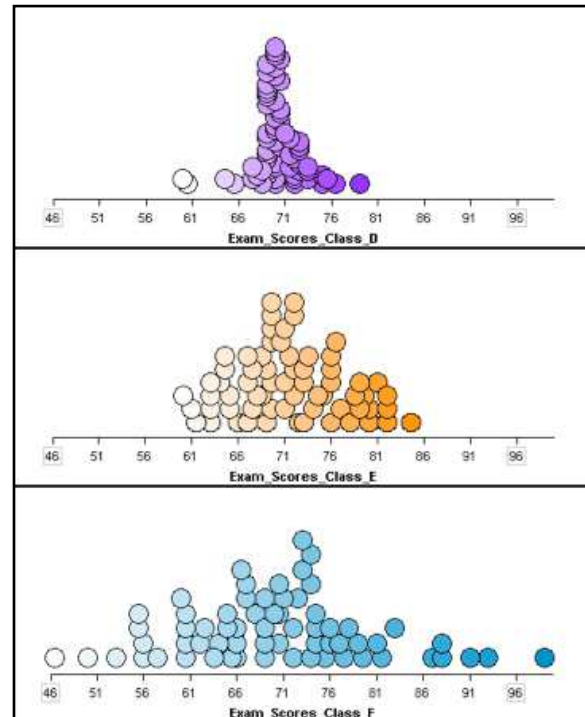 46 51 56 61 66 71 76 81 86 91 96
Exam_Scores_Class_D
46 51 56 61 66 71 76 81 86 91 96
Exam_Scores_Class_E
46 51 56 61 66 71 76 81 86 91 96
Exam_Scores_Class_F